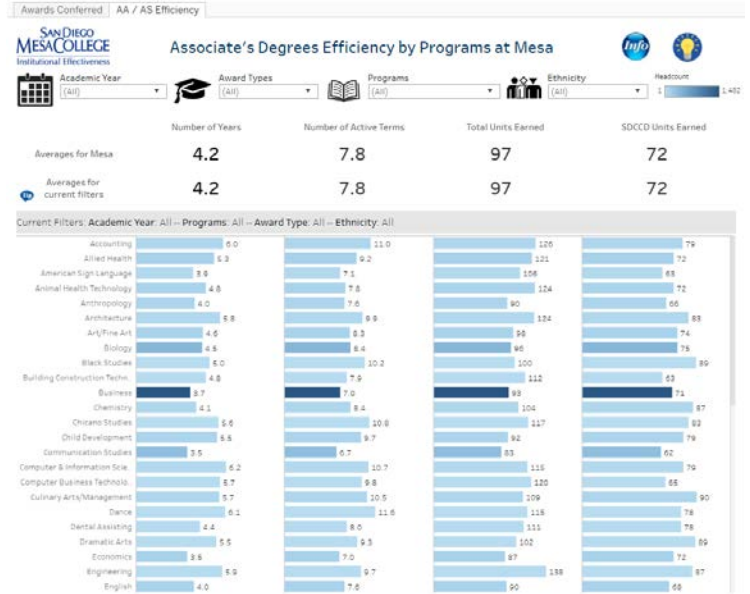 Awards Conferred AA / AS Efficiency
SAN DIEGO
MESA COLLEGE
Institutional Effectiveness
Associate's Degrees Efficiency by Programs at Mesa
Info
Academic Year
(All)
Award Types
(All)
Programs
(All)
Ethnicity
(All)
Headcount
1 1,482
Number of Years Number of Active Terms Total Units Earned SDCCD Units Earned
Averages for Mesa 4.2 7.8 97 72
Averages for
current filters 4.2 7.8 97 72
Tip
Current Filters: Academic Year: All -- Programs: All -- Award Type: All -- Ethnicity: All
Accounting 6.0 11.0 126 79
Allied Health 5.3 9.2 121 72
American Sign Language 3.9 7.1 106 63
Animal Health Technology 4.8 7.8 124 72
Anthropology 4.0 7.6 90 66
Architecture 5.8 9.9 124 83
Art/Fine Art 4.6 8.3 98 74
Biology 4.5 8.4 96 75
Black Studies 5.0 10.2 100 89
Building Construction Techn.. 4.8 7.9 112 63
Business 3.7 7.0 93 71
Chemistry 4.1 8.4 104 87
Chicano Studies 5.6 10.8 117 83
Child Development 5.5 9.7 92 79
Communication Studies 3.5 6.7 83 62
Computer & Information Scie.. 6.2 10.7 115 79
Computer Business Technolo.. 5.7 9.8 65
Culinary Arts/Management 5.7 10.5 109 90
Dance 6.1 11.6 115 78
Dental Assisting 4.4 8.0 111 78
Dramatic Arts 5.5 9.3 102 89
Economics 7.0 87 72
Engineering 5.9 9.7 87
English 4.0 7.6 90 68